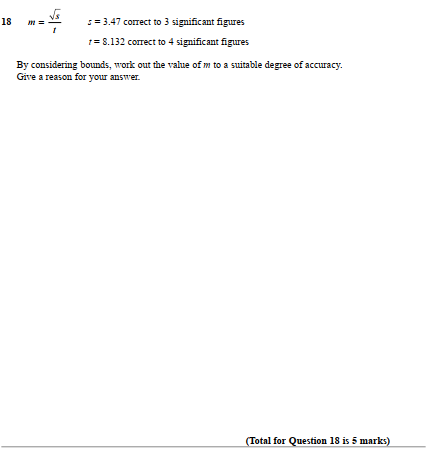 18 m = √s / t s = 3.47 correct to 3 significant figures
t = 8.132 correct to 4 significant figures
By considering bounds, work out the value of m to a suitable degree of accuracy.
Give a reason for your answer.
(Total for Question 18 is 5 marks)